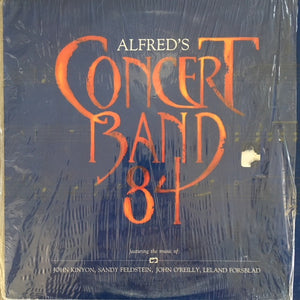 ALFRED'S
CONCERT
BAND
84
featuring the music of:
JOHN KINYON, SANDY FELDSTEIN, JOHN O'REILLY, LELAND FORSBLAD